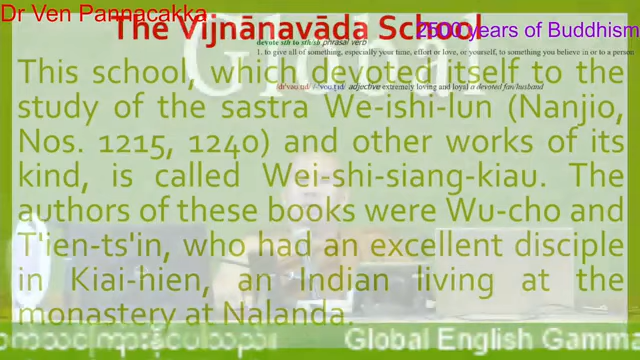 Dr Ven Pannacakka
The Vijnānavāda School
2500 years of Buddhism
devote sth to sth/sb phrasal verb
1. to give all of something, especially your time, effort or love, or yourself, to something you believe in or to a person
adjective extremely loving and loyal a devoted fan/husband
This school, which devoted itself to the
study of the sastra We-ishi-lun (Nanjio,
Nos. 1215, 1240) and other works of its
kind, is called Wei-shi-siang-kiau. The
authors of these books were Wu-cho and
T'ien-ts'in, who had an excellent disciple
in Kiai-hien, an Indian living at the
monastery at Nalanda.
Global English Gamma